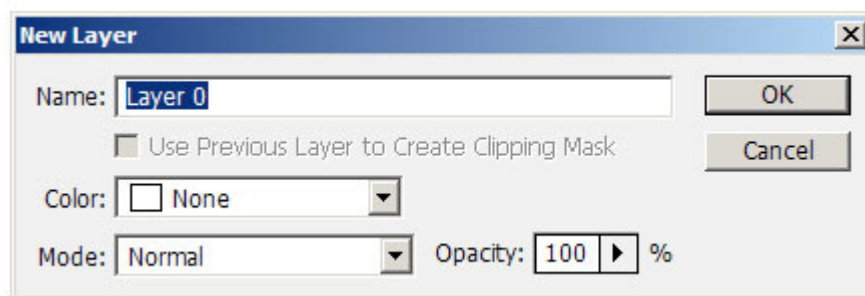 New Layer
Name: Layer 0 OK
Use Previous Layer to Create Clipping Mask Cancel
Color: None
Mode: Normal Opacity: 100 %